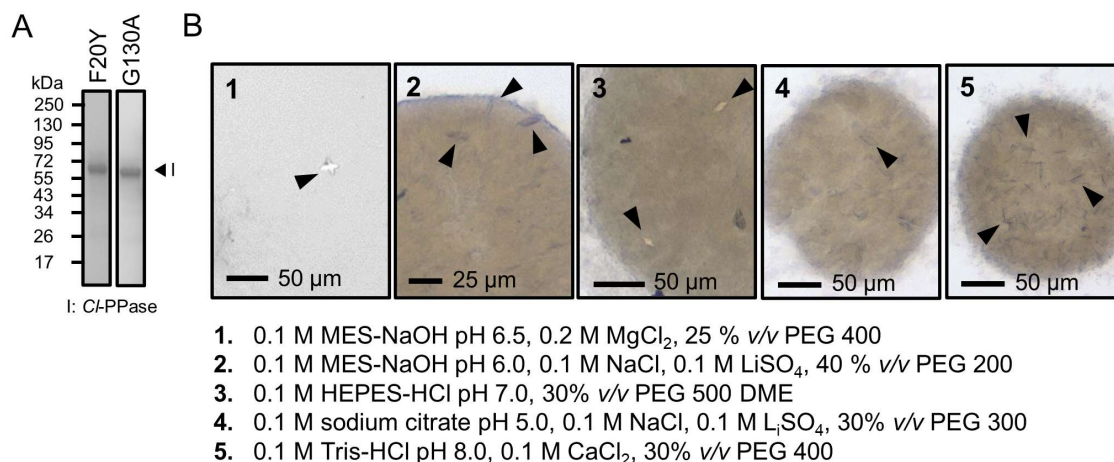 A
B
F20Y
G130A
kDa
250
130
95
72
55
43
34
26
17
I
I: Cl-PPase
1
50 µm
2
25 µm
3
50 µm
4
50 µm
5
50 µm
1. 0.1 M MES-NaOH pH 6.5, 0.2 M MgCl₂, 25 % v/v PEG 400
2. 0.1 M MES-NaOH pH 6.0, 0.1 M NaCl, 0.1 M LiSO₄, 40 % v/v PEG 200
3. 0.1 M HEPES-HCl pH 7.0, 30% v/v PEG 500 DME
4. 0.1 M sodium citrate pH 5.0, 0.1 M NaCl, 0.1 M LᵢSO₄, 30% v/v PEG 300
5. 0.1 M Tris-HCl pH 8.0, 0.1 M CaCl₂, 30% v/v PEG 400